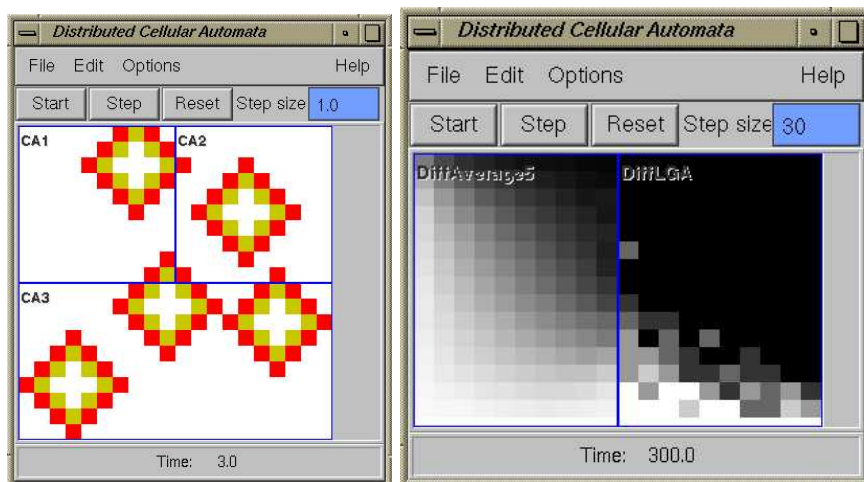 Distributed Cellular Automata
File Edit Options Help
Start Step Reset Step size 1.0
CA1 CA2
CA3
Time: 3.0
Distributed Cellular Automata
File Edit Options Help
Start Step Reset Step size 30
DiffAverage5 DiffLGA
Time: 300.0